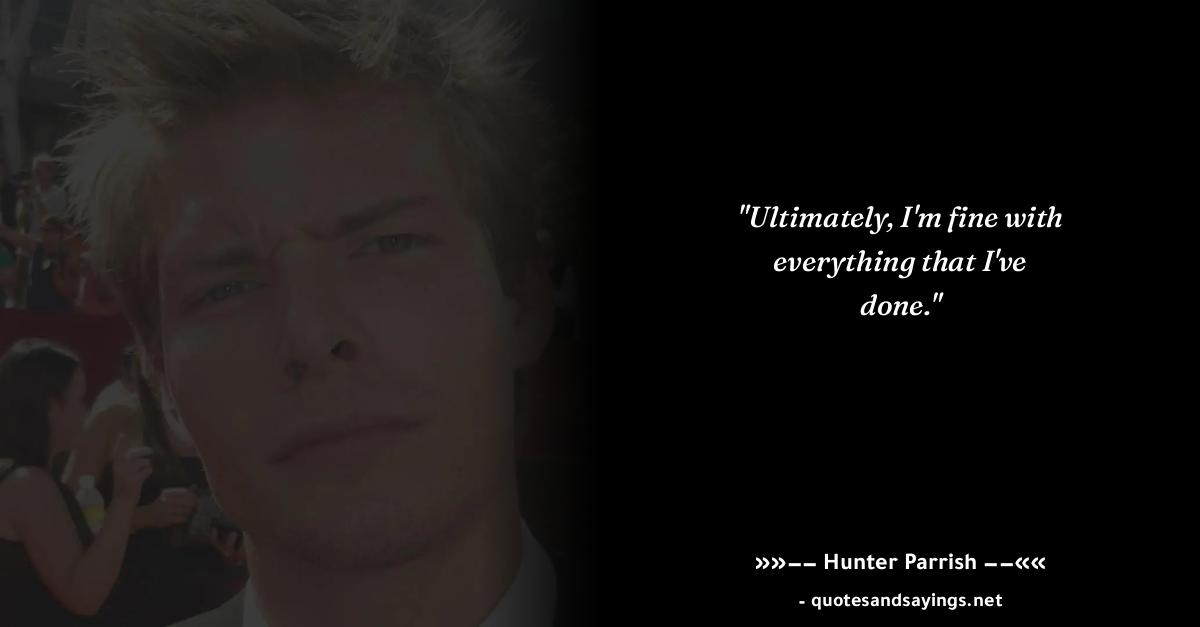 "Ultimately, I'm fine with
everything that I've
done."
»»–– Hunter Parrish ––««
- quotesandsayings.net